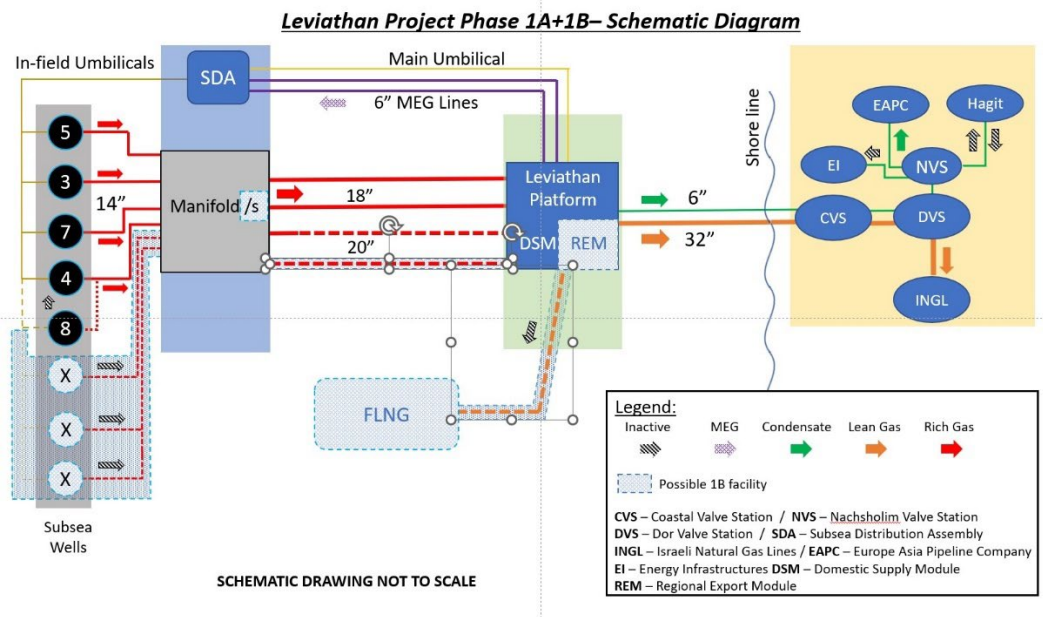 Leviathan Project Phase 1A+1B– Schematic Diagram
In-field Umbilicals
SDA
Main Umbilical
6” MEG Lines
5
3
14”
7
4
8
X
X
X
Subsea
Wells
Manifold/s
18”
20”
Leviathan
Platform
DSM
REM
FLNG
6”
32”
Shore line
EAPC
Hagit
EI
NVS
CVS
DVS
INGL
Legend:
Inactive
MEG
Condensate
Lean Gas
Rich Gas
Possible 1B facility
CVS – Coastal Valve Station / NVS – Nachsholim Valve Station
DVS – Dor Valve Station / SDA – Subsea Distribution Assembly
INGL – Israeli Natural Gas Lines / EAPC – Europe Asia Pipeline Company
EI – Energy Infrastructures DSM – Domestic Supply Module
REM – Regional Export Module
SCHEMATIC DRAWING NOT TO SCALE